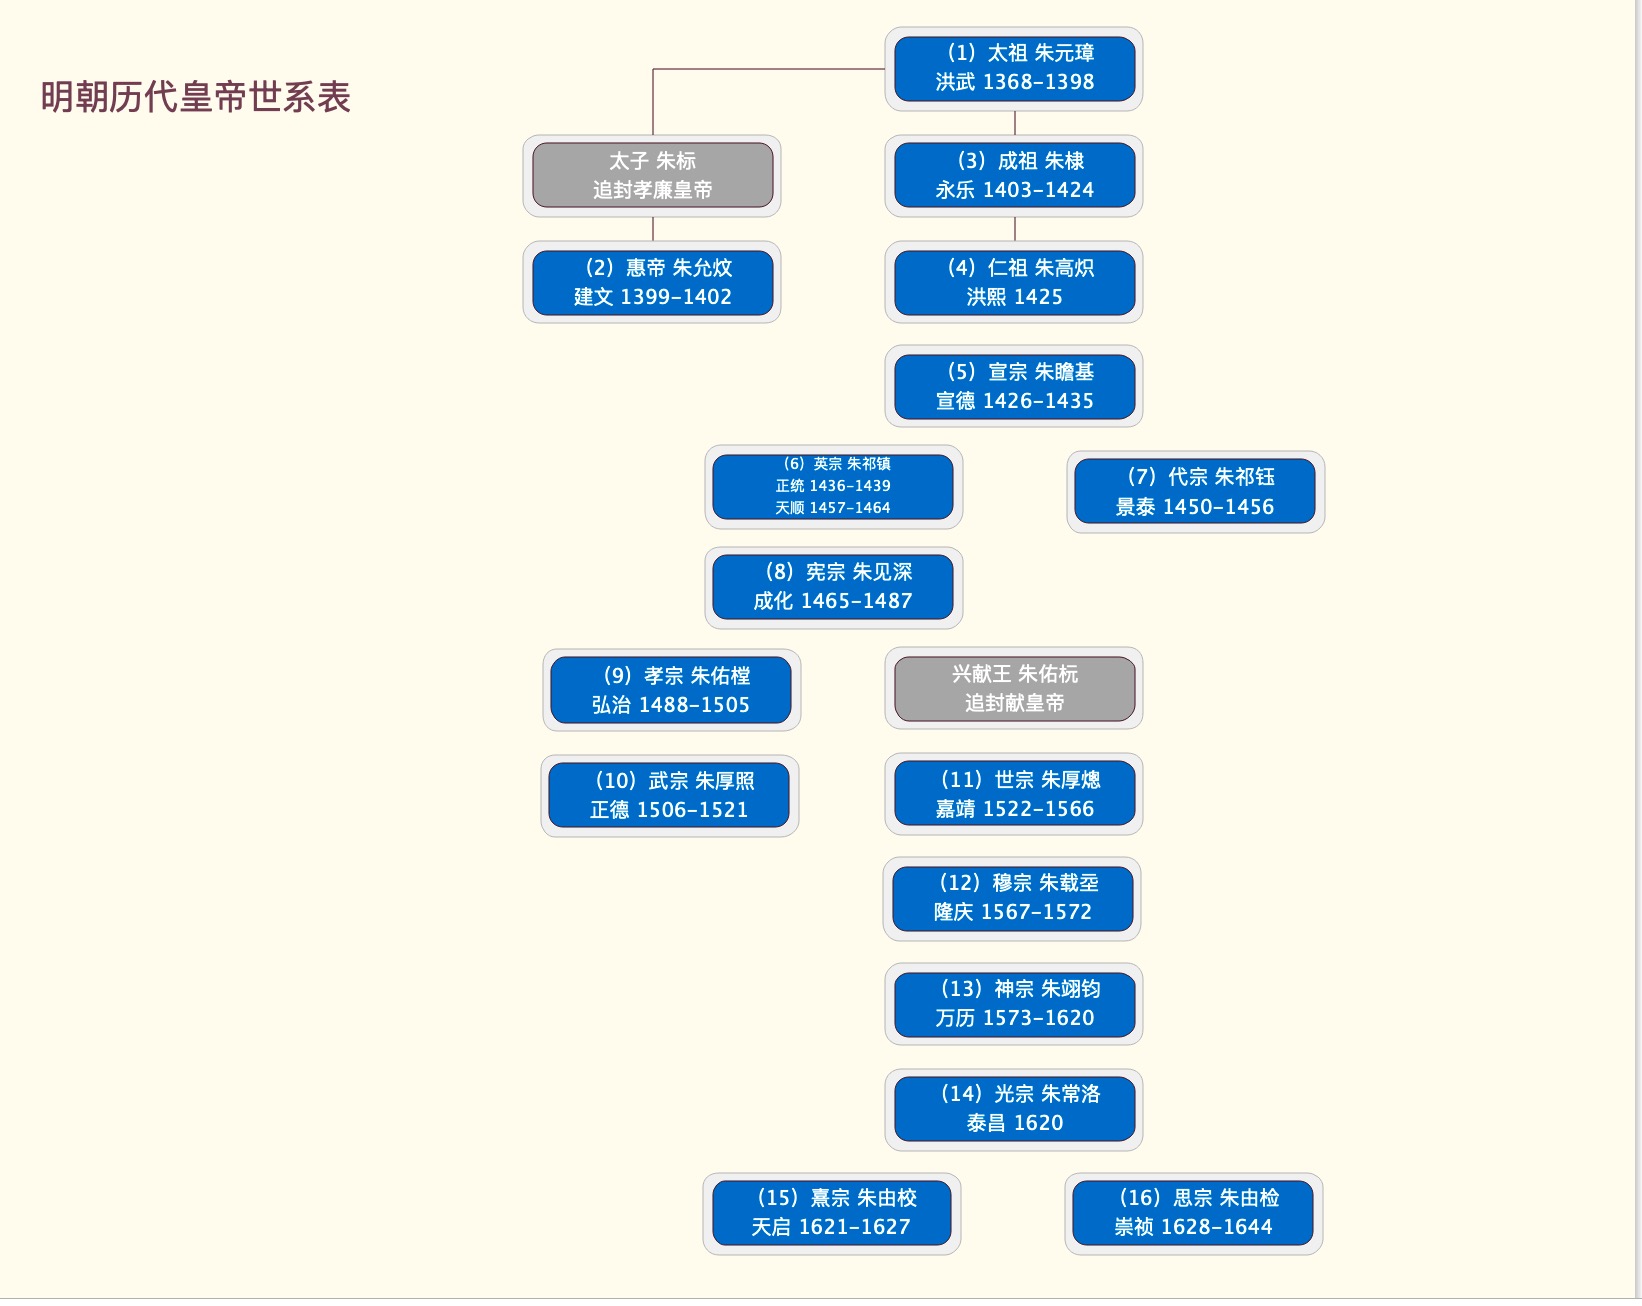 明朝历代皇帝世系表
（1）太祖 朱元璋
洪武 1368-1398
太子 朱标
追封孝廉皇帝
（3）成祖 朱棣
永乐 1403-1424
（2）惠帝 朱允炆
建文 1399-1402
（4）仁祖 朱高炽
洪熙 1425
（5）宣宗 朱瞻基
宣德 1426-1435
（6）英宗 朱祁镇
正统 1436-1439
天顺 1457-1464
（7）代宗 朱祁钰
景泰 1450-1456
（8）宪宗 朱见深
成化 1465-1487
（9）孝宗 朱佑樘
弘治 1488-1505
兴献王 朱佑杬
追封献皇帝
（10）武宗 朱厚照
正德 1506-1521
（11）世宗 朱厚熜
嘉靖 1522-1566
（12）穆宗 朱载坖
隆庆 1567-1572
（13）神宗 朱翊钧
万历 1573-1620
（14）光宗 朱常洛
泰昌 1620
（15）熹宗 朱由校
天启 1621-1627
（16）思宗 朱由检
崇祯 1628-1644